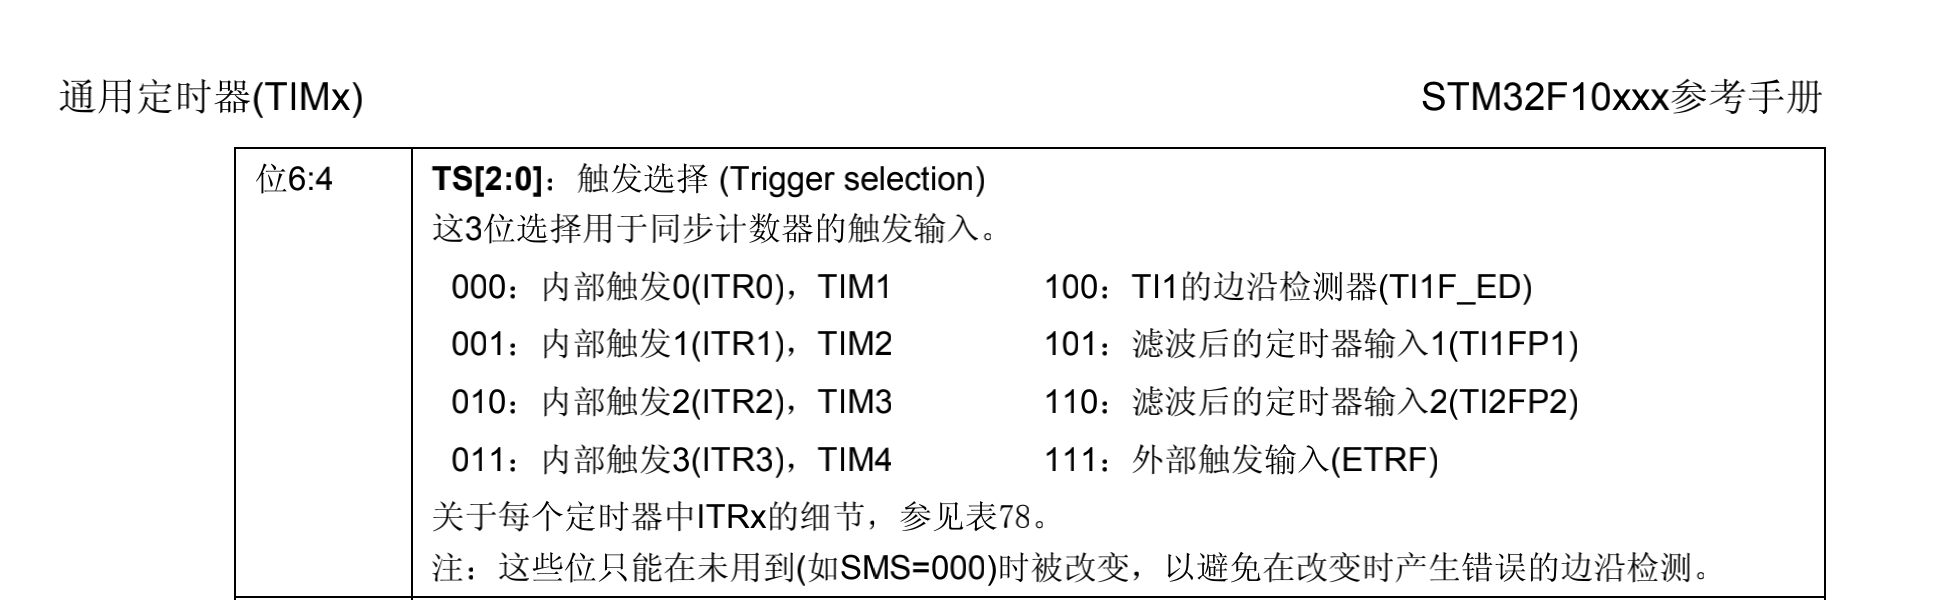 通用定时器(TIMx) STM32F10xxx参考手册
位6:4 TS[2:0]：触发选择 (Trigger selection)
这3位选择用于同步计数器的触发输入。
000：内部触发0(ITR0)，TIM1 100：TI1的边沿检测器(TI1F_ED)
001：内部触发1(ITR1)，TIM2 101：滤波后的定时器输入1(TI1FP1)
010：内部触发2(ITR2)，TIM3 110：滤波后的定时器输入2(TI2FP2)
011：内部触发3(ITR3)，TIM4 111：外部触发输入(ETRF)
关于每个定时器中ITRx的细节，参见表78。
注：这些位只能在未用到(如SMS=000)时被改变，以避免在改变时产生错误的边沿检测。